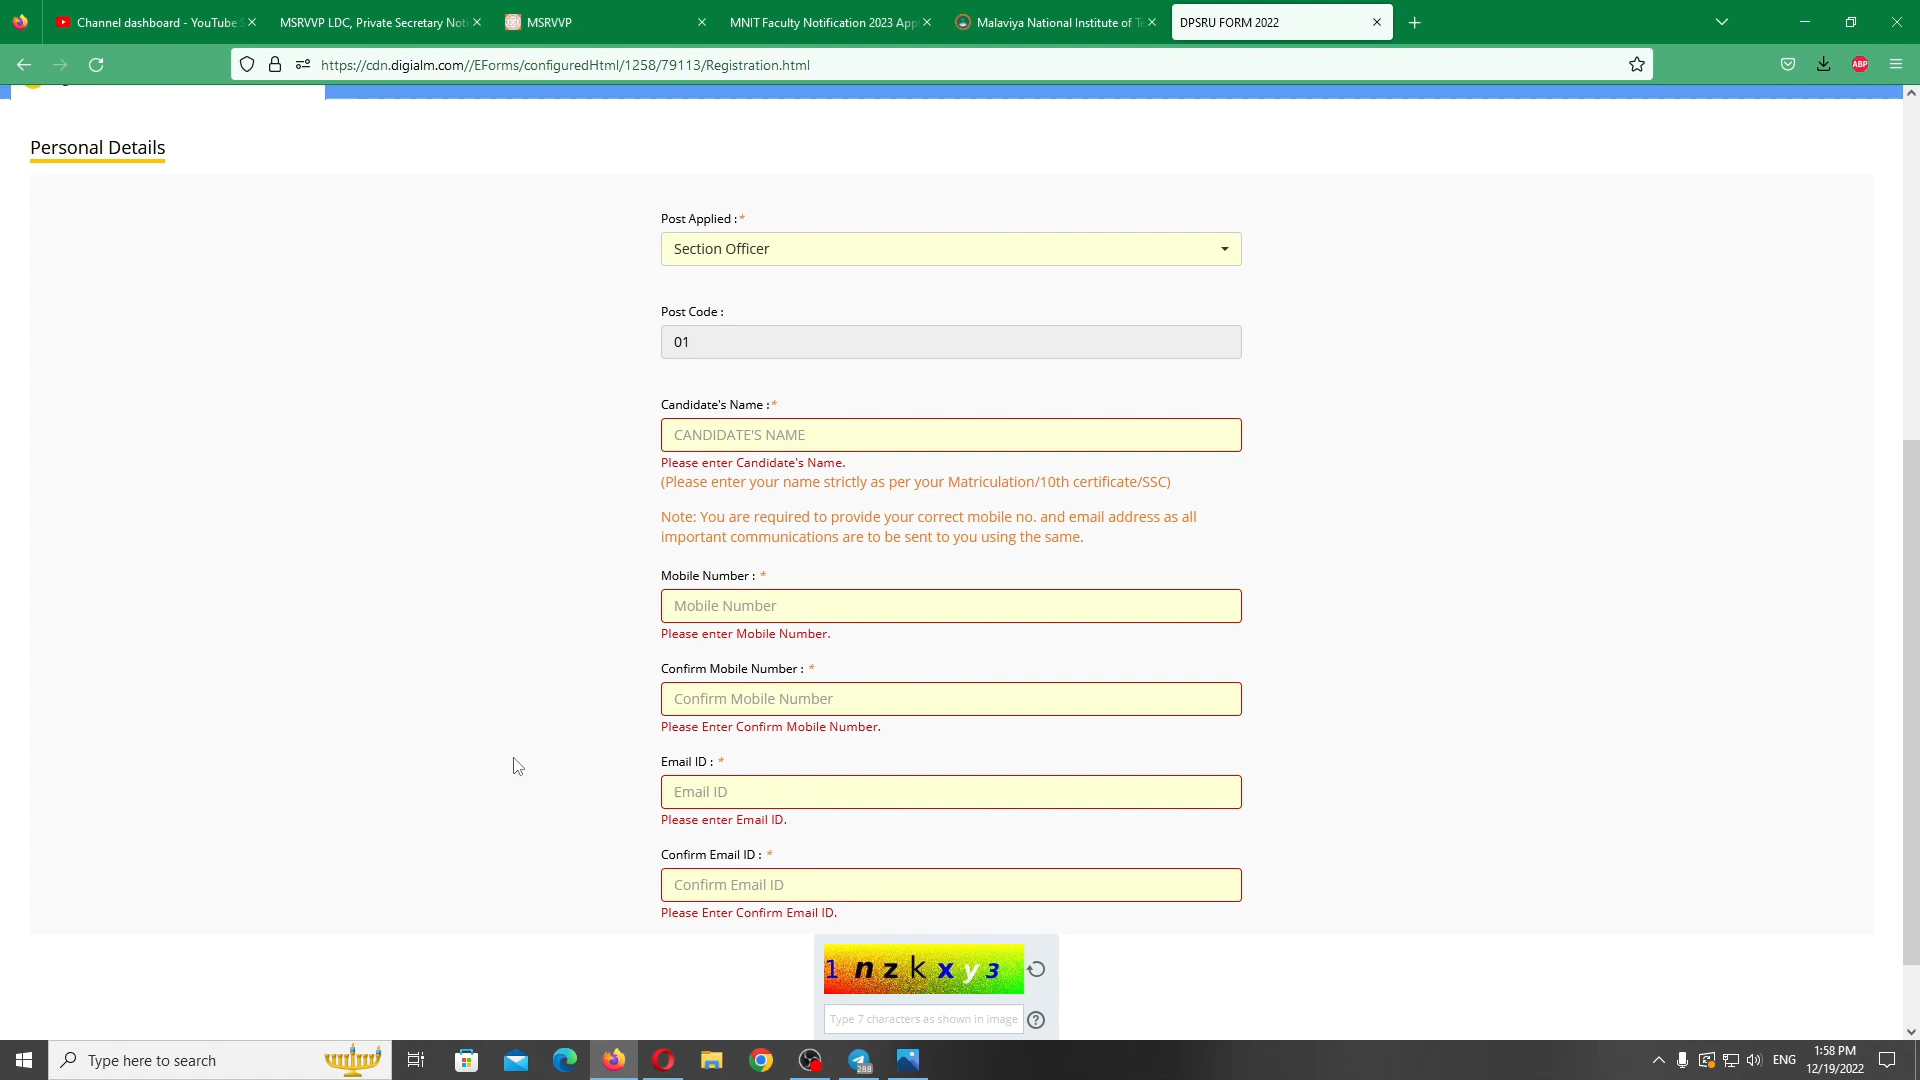 Channel dashboard - YouTube S
MSRVVP LDC, Private Secretary Noti
MSRVVP
MNIT Faculty Notification 2023 App
Malaviya National Institute of Te
DPSRU FORM 2022
https://cdn.digialm.com//EForms/configuredHtml/1258/79113/Registration.html
ABP
Personal Details
Post Applied :*
Section Officer
Post Code :
01
Candidate's Name :*
CANDIDATE'S NAME
Please enter Candidate's Name.
(Please enter your name strictly as per your Matriculation/10th certificate/SSC)
Note: You are required to provide your correct mobile no. and email address as all
important communications are to be sent to you using the same.
Mobile Number : *
Mobile Number
Please enter Mobile Number.
Confirm Mobile Number : *
Confirm Mobile Number
Please Enter Confirm Mobile Number.
Email ID : *
Email ID
Please enter Email ID.
Confirm Email ID : *
Confirm Email ID
Please Enter Confirm Email ID.
1 n z k x y 3
Type 7 characters as shown in image
Type here to search
288
ENG
1:58 PM
12/19/2022